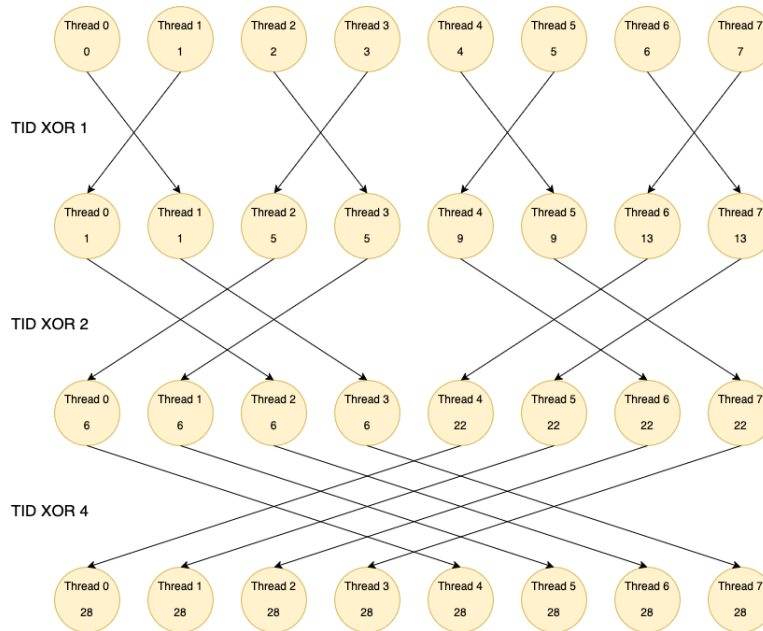 Thread 0 Thread 1 Thread 2 Thread 3 Thread 4 Thread 5 Thread 6 Thread 7
0 1 2 3 4 5 6 7
TID XOR 1
Thread 0 Thread 1 Thread 2 Thread 3 Thread 4 Thread 5 Thread 6 Thread 7
1 1 5 5 9 9 13 13
TID XOR 2
Thread 0 Thread 1 Thread 2 Thread 3 Thread 4 Thread 5 Thread 6 Thread 7
6 6 6 6 22 22 22 22
TID XOR 4
Thread 0 Thread 1 Thread 2 Thread 3 Thread 4 Thread 5 Thread 6 Thread 7
28 28 28 28 28 28 28 28